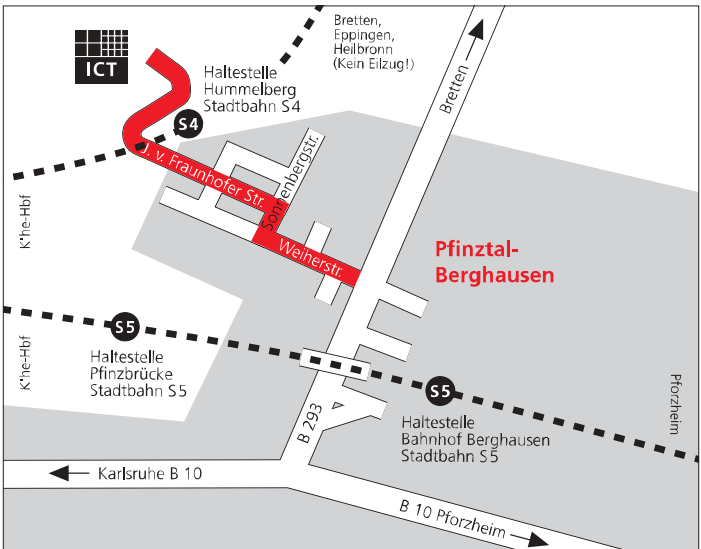 ICT
Haltestelle
Hummelberg
Stadtbahn S4
Bretten,
Eppingen,
Heilbronn
(Kein Eilzug!)
Bretten
S4
J. v. Fraunhofer Str.
Sonnenbergstr.
Weiherstr.
K'he-Hbf
Pfinztal-
Berghausen
S5
Haltestelle
Pfinzbrücke
Stadtbahn S5
K'he-Hbf
S5
Haltestelle
Bahnhof Berghausen
Stadtbahn S5
Pforzheim
B 293
Karlsruhe B 10
B 10 Pforzheim